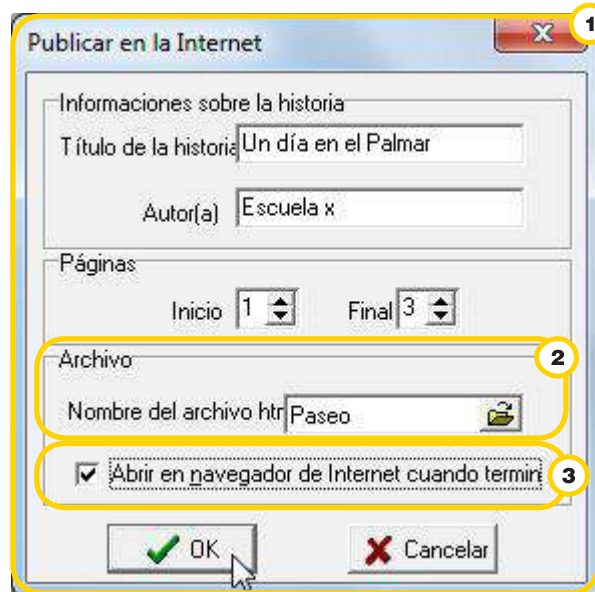 1
Publicar en la Internet
Informaciones sobre la historia
Título de la historia Un día en el Palmar
Autor(a) Escuela x
Páginas
Inicio 1 Final 3
2
Archivo
Nombre del archivo htr Paseo
Abrir en navegador de Internet cuando termin 3
OK Cancelar